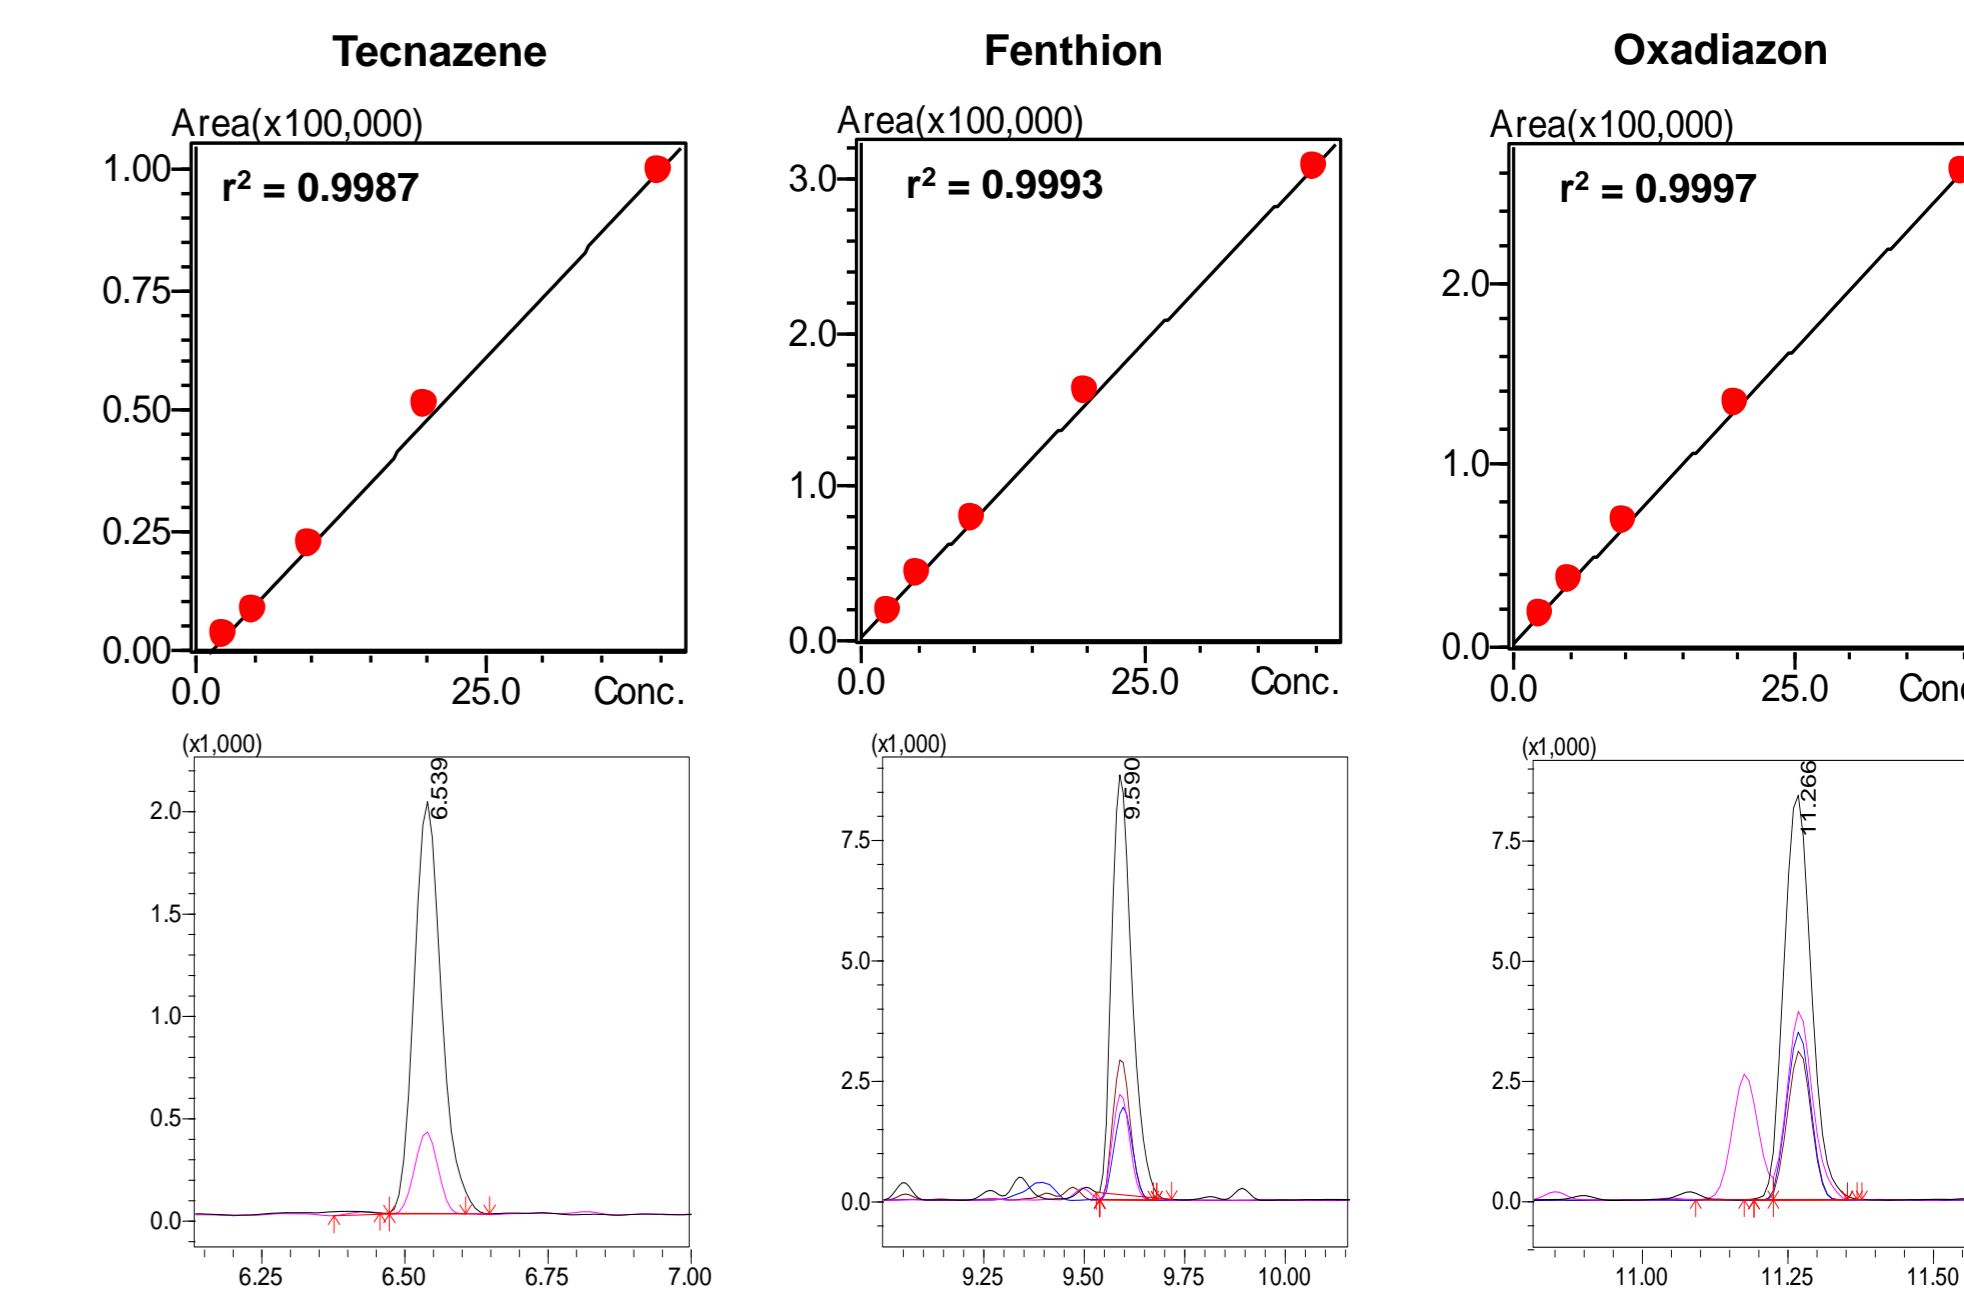 Tecnazene
Fenthion
Oxadiazon
Area(x100,000)
Area(x100,000)
Area(x100,000)
r² = 0.9987
r² = 0.9993
r² = 0.9997
1.00
0.75
0.50
0.25
0.00
0.0 25.0 Conc.
3.0
2.0
1.0
0.0
0.0 25.0 Conc.
2.0
1.0
0.0
0.0 25.0 Conc
(x1,000)
6.539
2.0
1.5
1.0
0.5
0.0
6.25 6.50 6.75 7.00
(x1,000)
9.590
7.5
5.0
2.5
0.0
9.25 9.50 9.75 10.00
(x1,000)
11.266
7.5
5.0
2.5
0.0
11.00 11.25 11.50